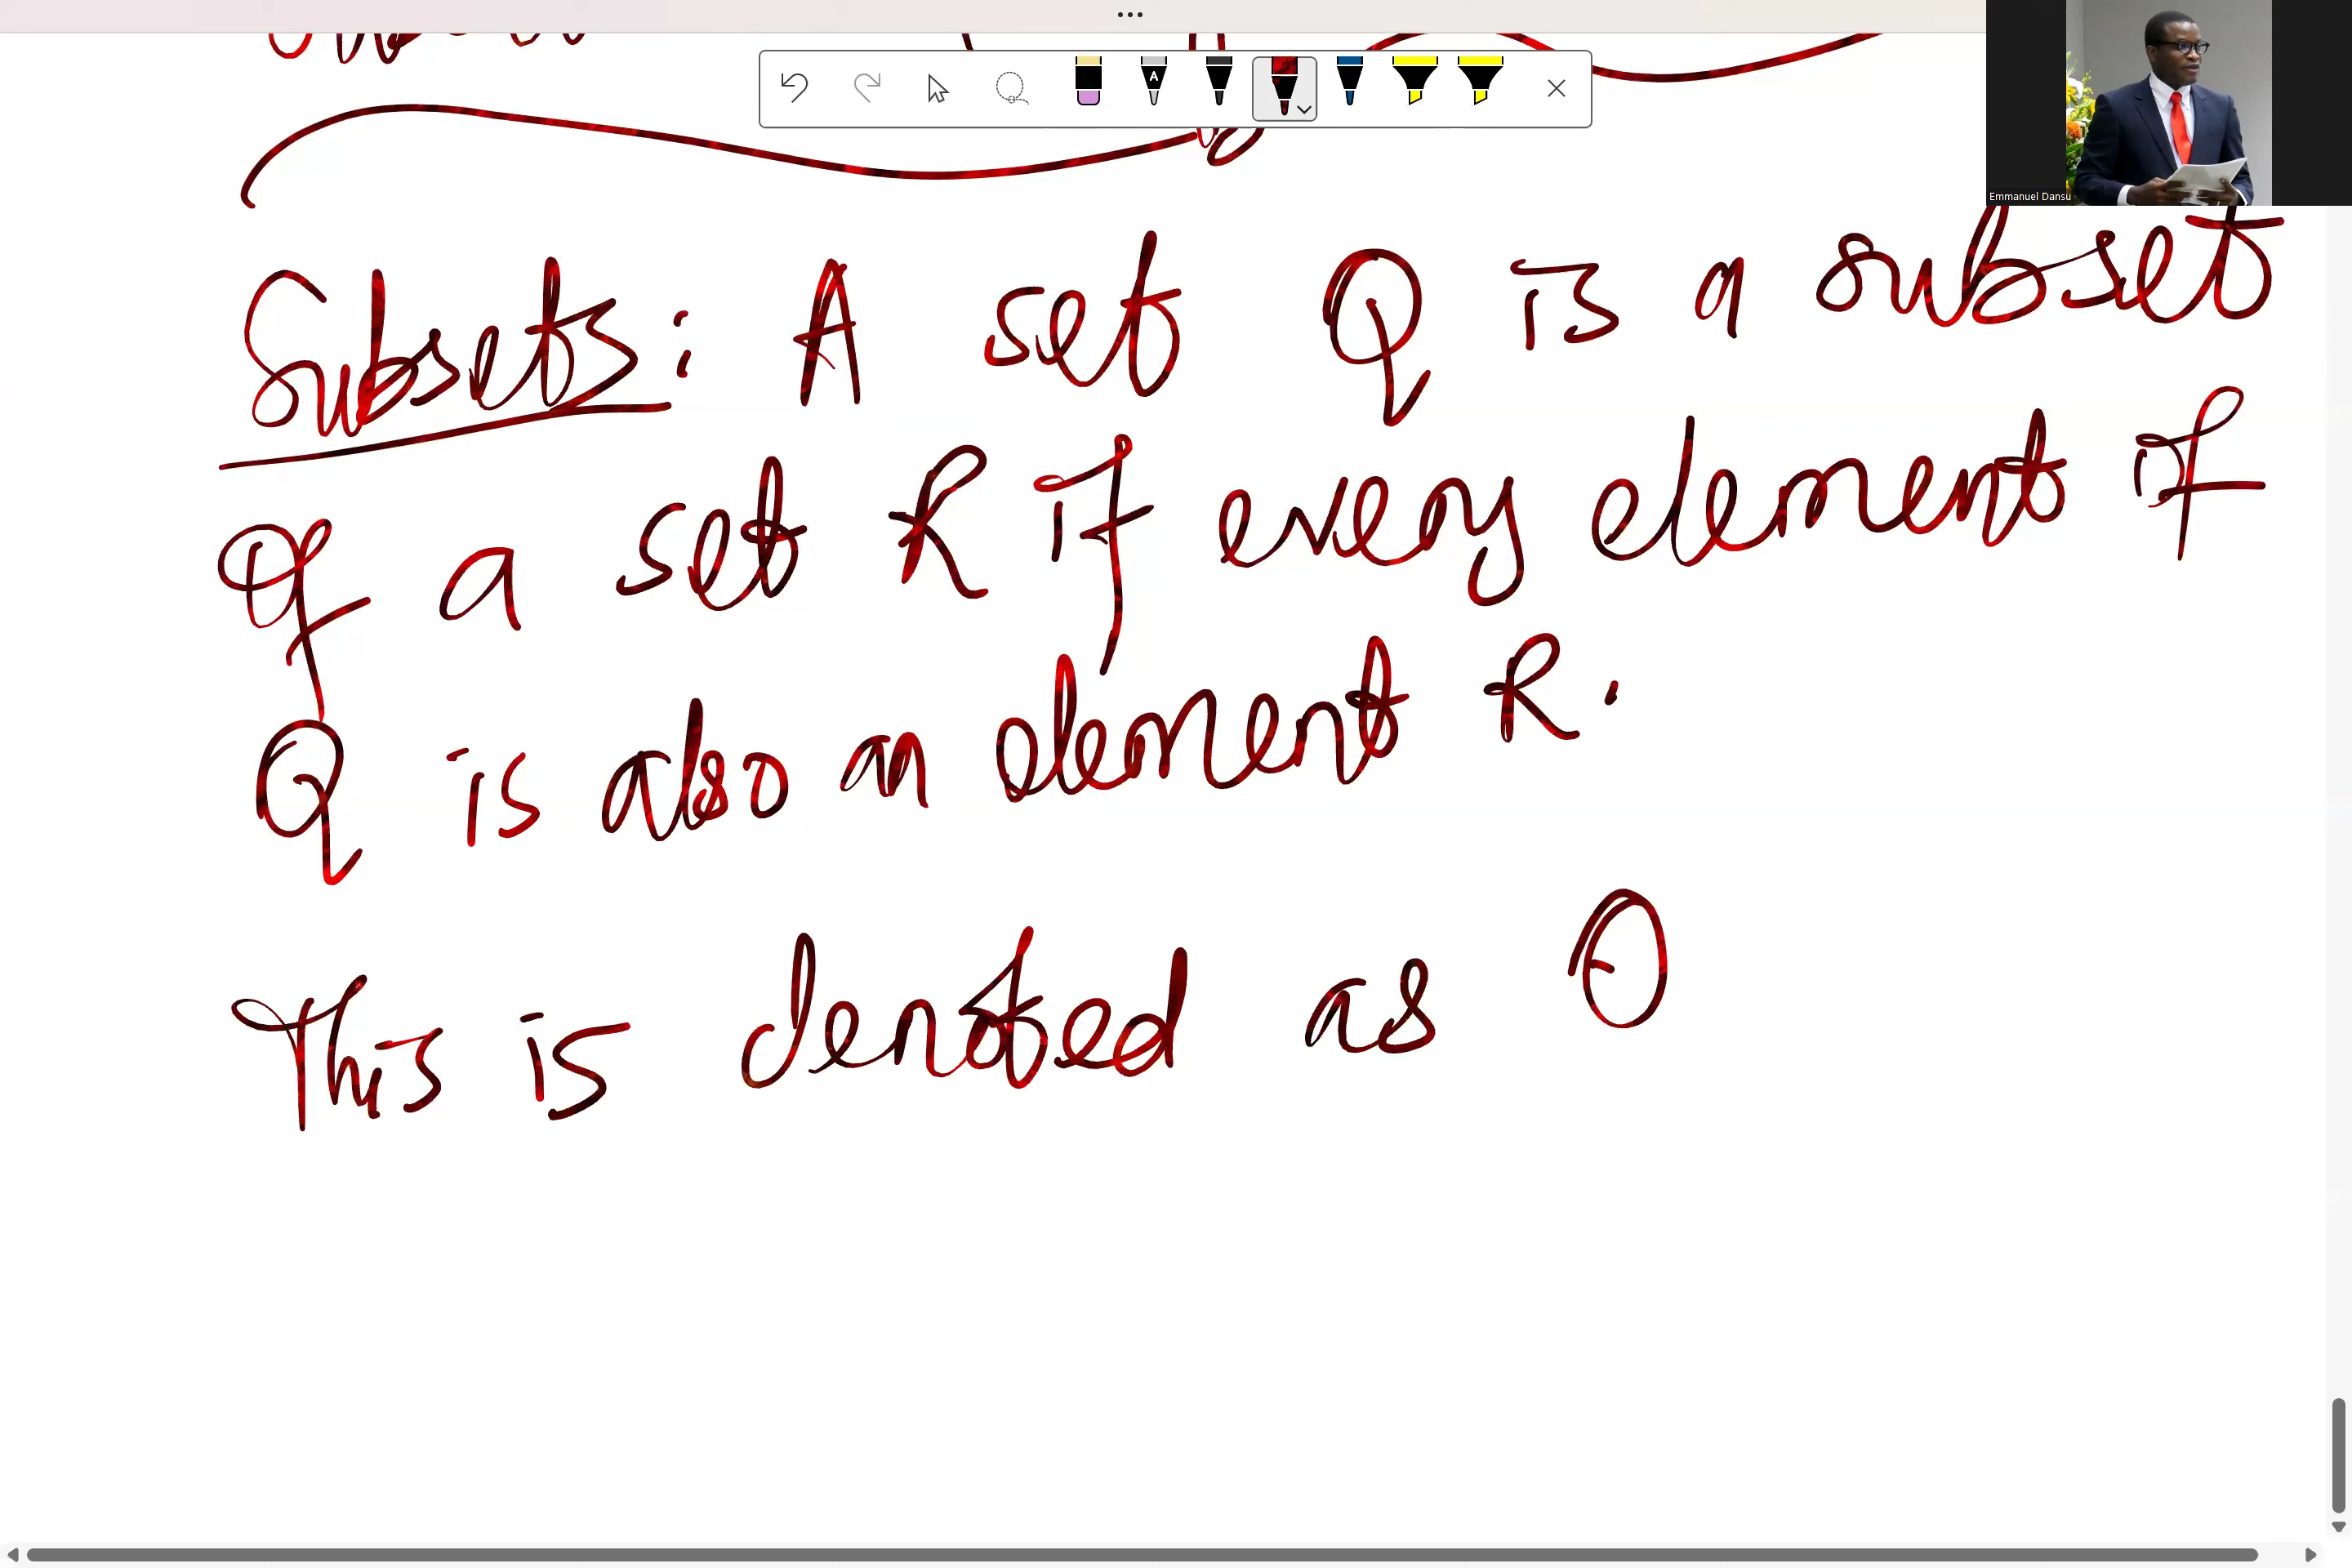 Emmanuel Dansu
Subsets: A set Q is a subset
of a set R if every element of
Q is also an element R.
This is denoted as